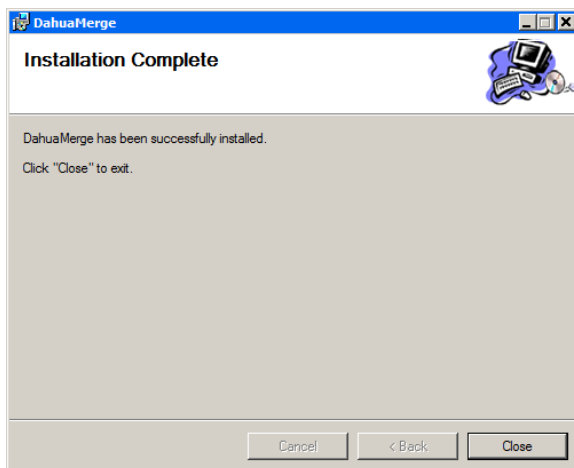 DahuaMerge
Installation Complete
DahuaMerge has been successfully installed.
Click "Close" to exit.
Cancel
< Back
Close